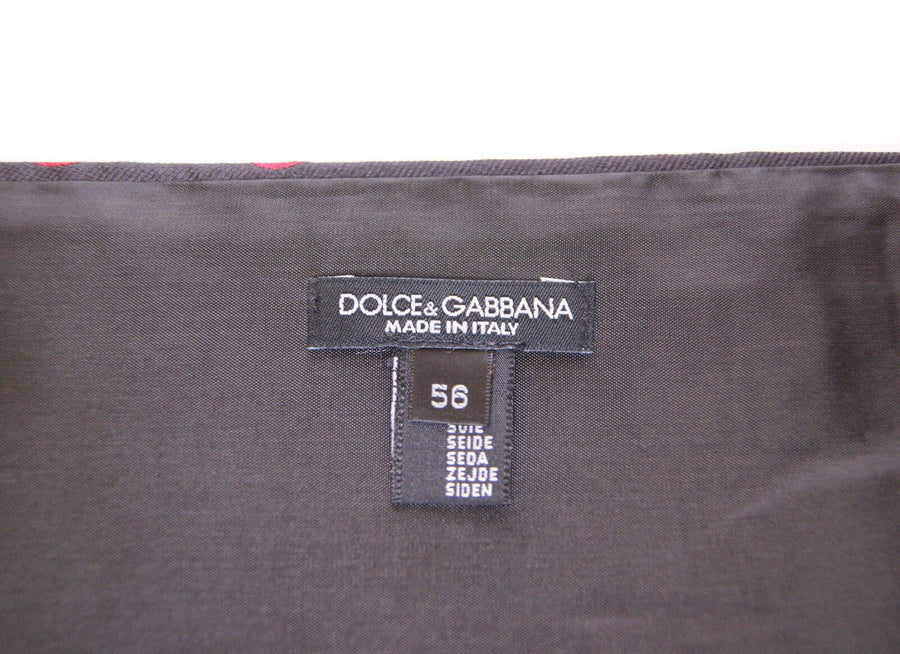 DOLCE & GABBANA
MADE IN ITALY
56
SEIDE
SEDA
ZEJDE
SIDEN